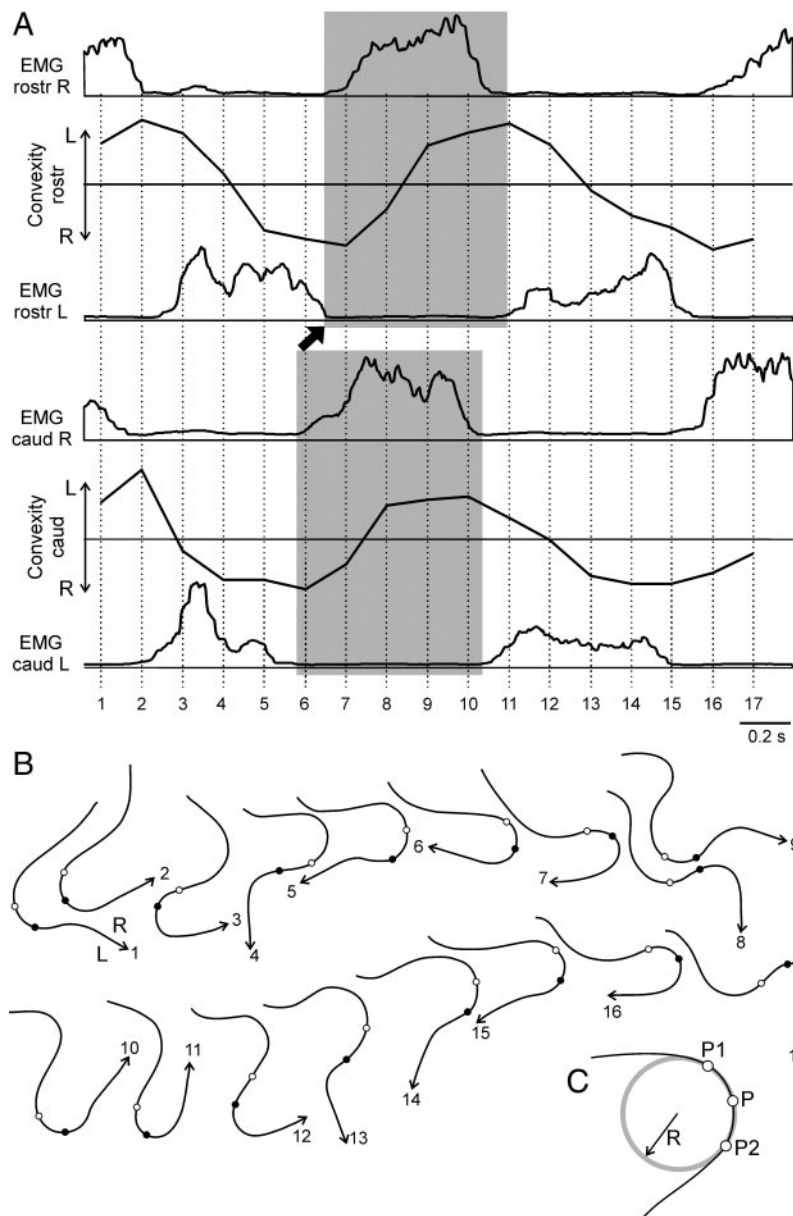 A
EMG
rostr R
L
Convexity
rostr
R
EMG
rostr L
EMG
caud R
L
Convexity
caud
R
EMG
caud L
1 2 3 4 5 6 7 8 9 10 11 12 13 14 15 16 17
0.2 s
B
1
2
3
4
5
6
7
8
9
R
L
10
11
12
13
14
15
16
1
C
P1
P
P2
R